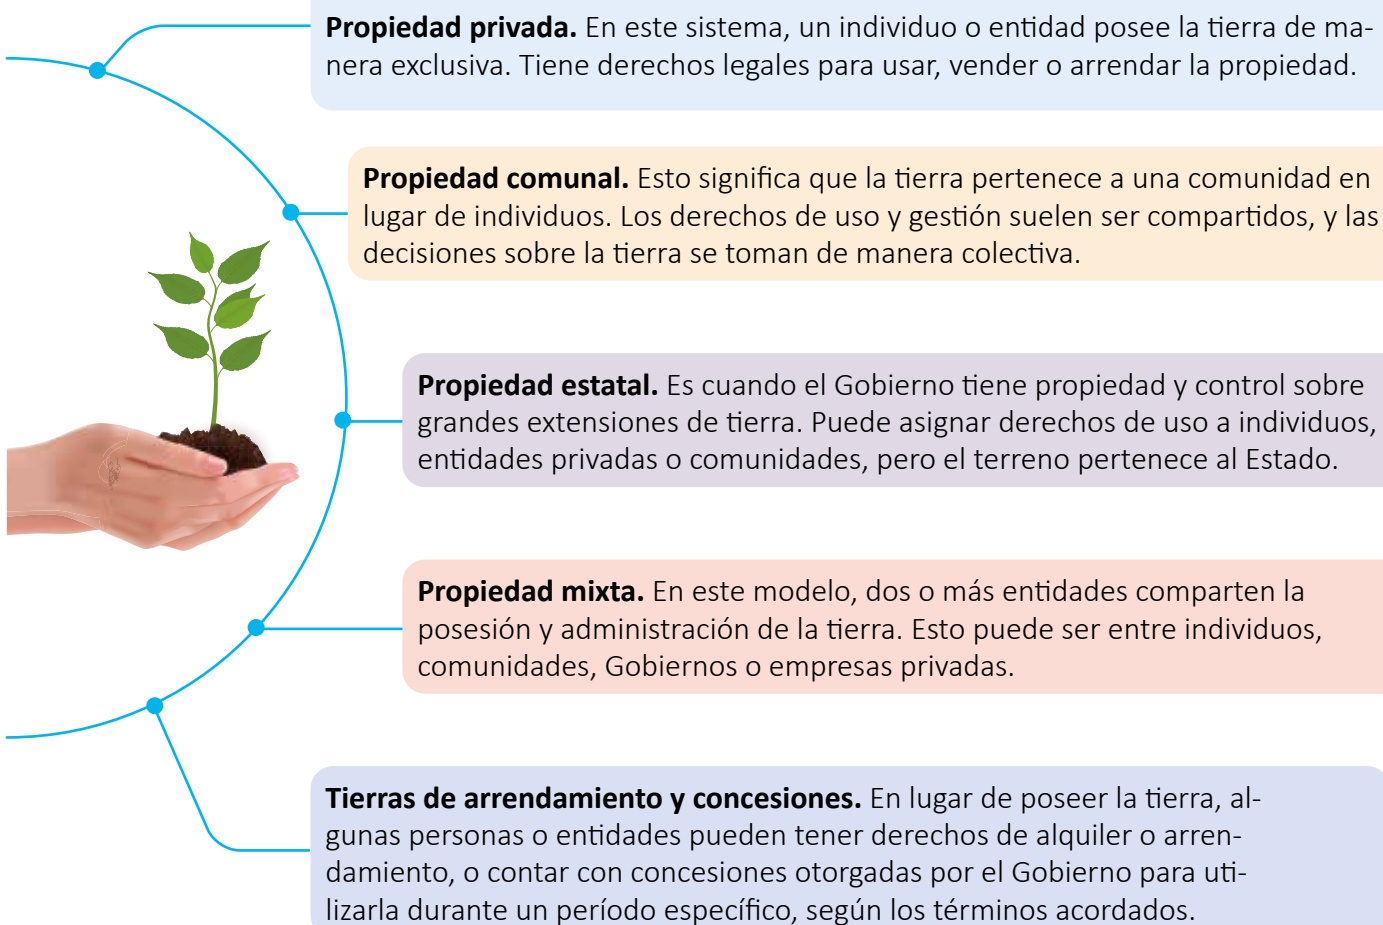 Propiedad privada. En este sistema, un individuo o entidad posee la tierra de ma-
nera exclusiva. Tiene derechos legales para usar, vender o arrendar la propiedad.
Propiedad comunal. Esto significa que la tierra pertenece a una comunidad en
lugar de individuos. Los derechos de uso y gestión suelen ser compartidos, y las
decisiones sobre la tierra se toman de manera colectiva.
Propiedad estatal. Es cuando el Gobierno tiene propiedad y control sobre
grandes extensiones de tierra. Puede asignar derechos de uso a individuos,
entidades privadas o comunidades, pero el terreno pertenece al Estado.
Propiedad mixta. En este modelo, dos o más entidades comparten la
posesión y administración de la tierra. Esto puede ser entre individuos,
comunidades, Gobiernos o empresas privadas.
Tierras de arrendamiento y concesiones. En lugar de poseer la tierra, al-
gunas personas o entidades pueden tener derechos de alquiler o arren-
damiento, o contar con concesiones otorgadas por el Gobierno para uti-
lizarla durante un período específico, según los términos acordados.